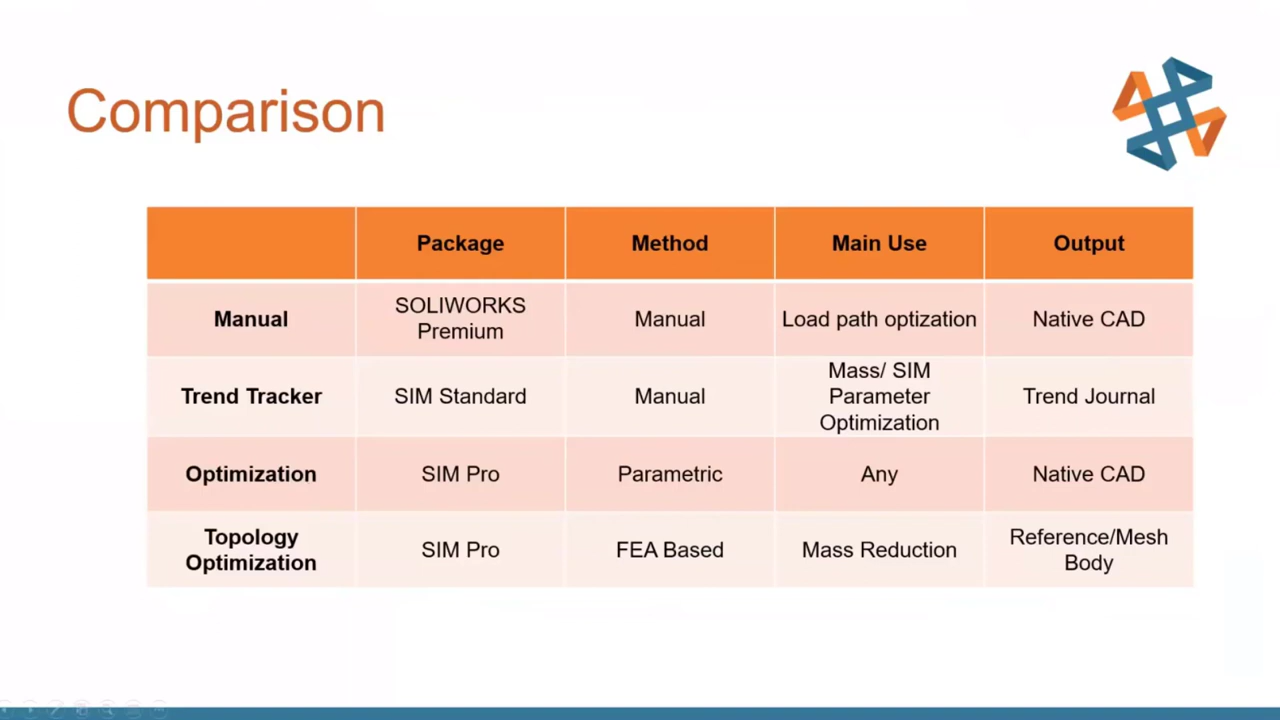 Comparison
Package Method Main Use Output
Manual SOLIWORKS Premium Manual Load path optization Native CAD
Trend Tracker SIM Standard Manual Mass/ SIM Parameter Optimization Trend Journal
Optimization SIM Pro Parametric Any Native CAD
Topology Optimization SIM Pro FEA Based Mass Reduction Reference/Mesh Body